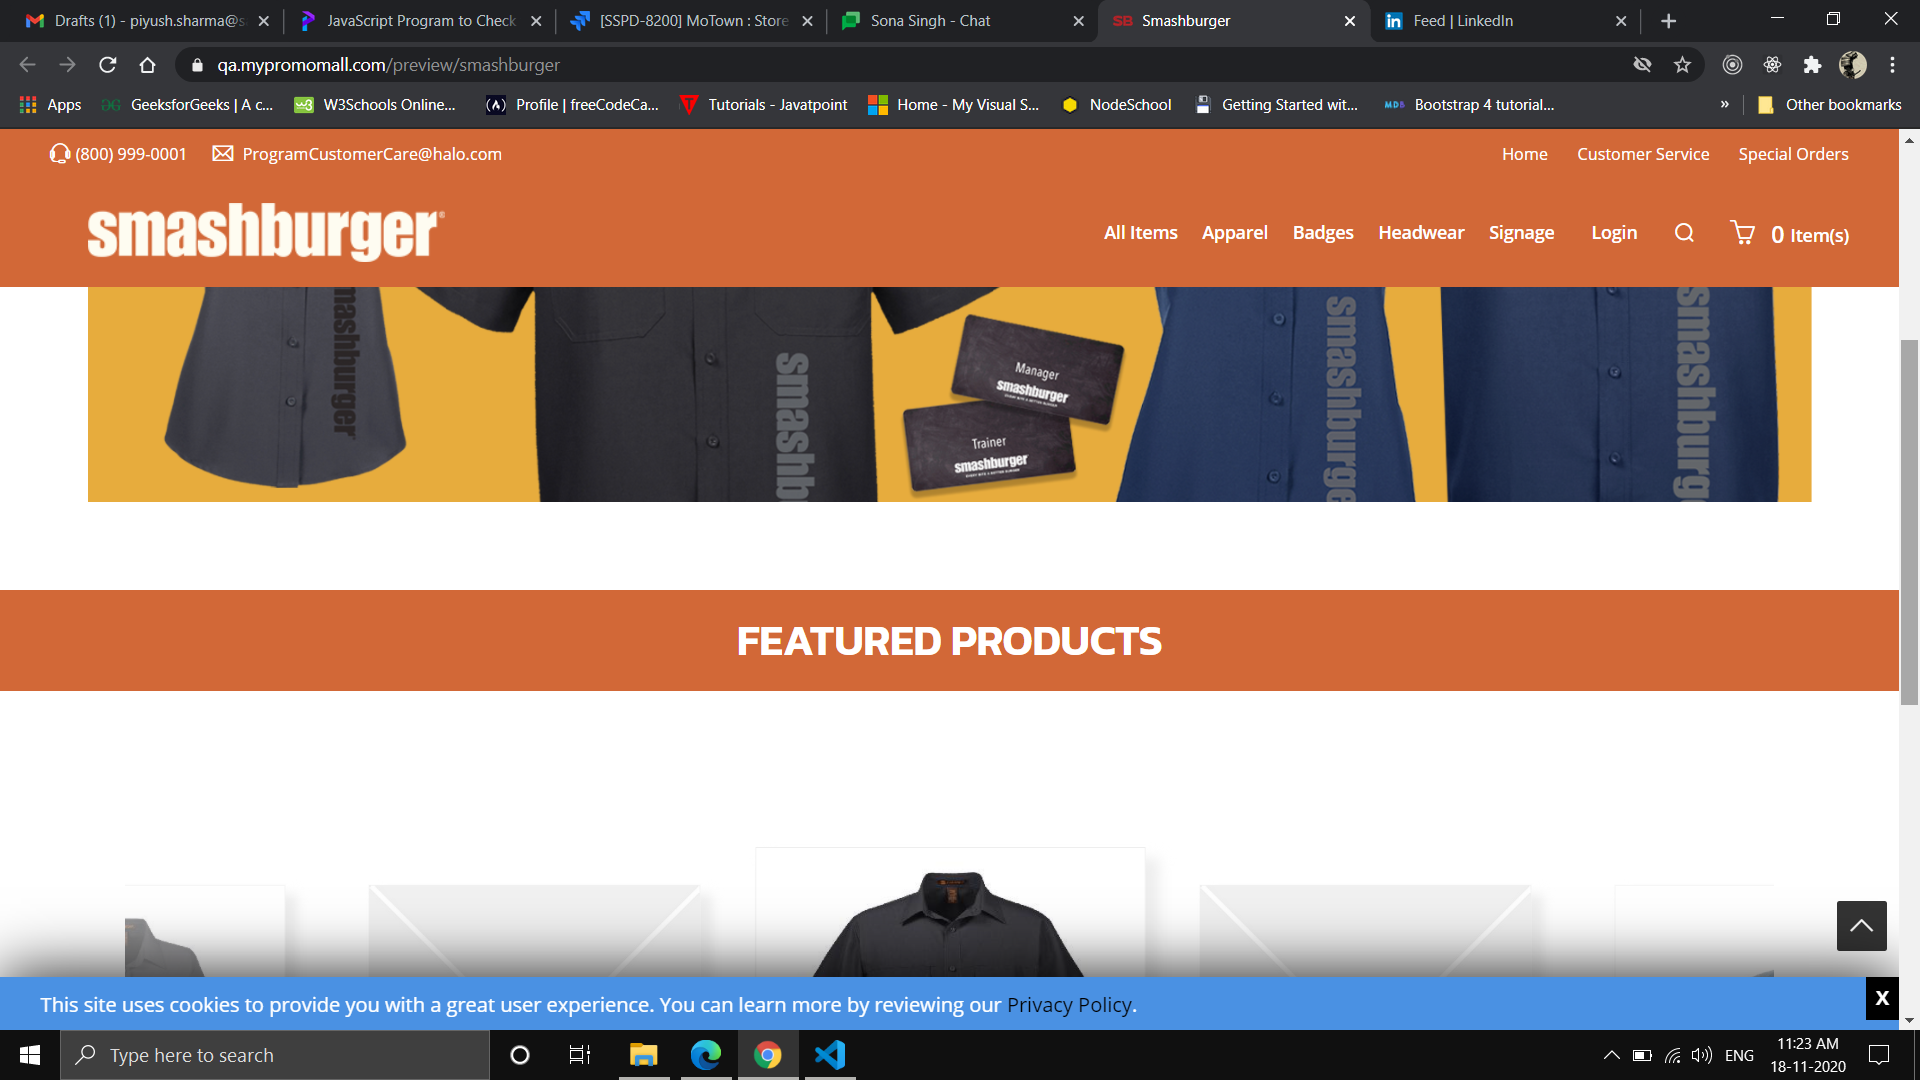 Drafts (1) - piyush.sharma@s
JavaScript Program to Check
[SSPD-8200] MoTown : Store
Sona Singh - Chat
SB Smashburger
in Feed | LinkedIn
qa.mypromomall.com/preview/smashburger
Apps
GeeksforGeeks | A c...
W3Schools Online...
Profile | freeCodeCa...
Tutorials - Javatpoint
Home - My Visual S...
NodeSchool
Getting Started wit...
MDB Bootstrap 4 tutorial...
»
Other bookmarks
(800) 999-0001
ProgramCustomerCare@halo.com
Home
Customer Service
Special Orders
smashburger®
All Items
Apparel
Badges
Headwear
Signage
Login
0 Item(s)
mashburger
smashb
Manager
smashburger
Trainer
smashburger
smashburge
smashburg
FEATURED PRODUCTS
This site uses cookies to provide you with a great user experience. You can learn more by reviewing our Privacy Policy.
X
Type here to search
ENG
11:23 AM
18-11-2020